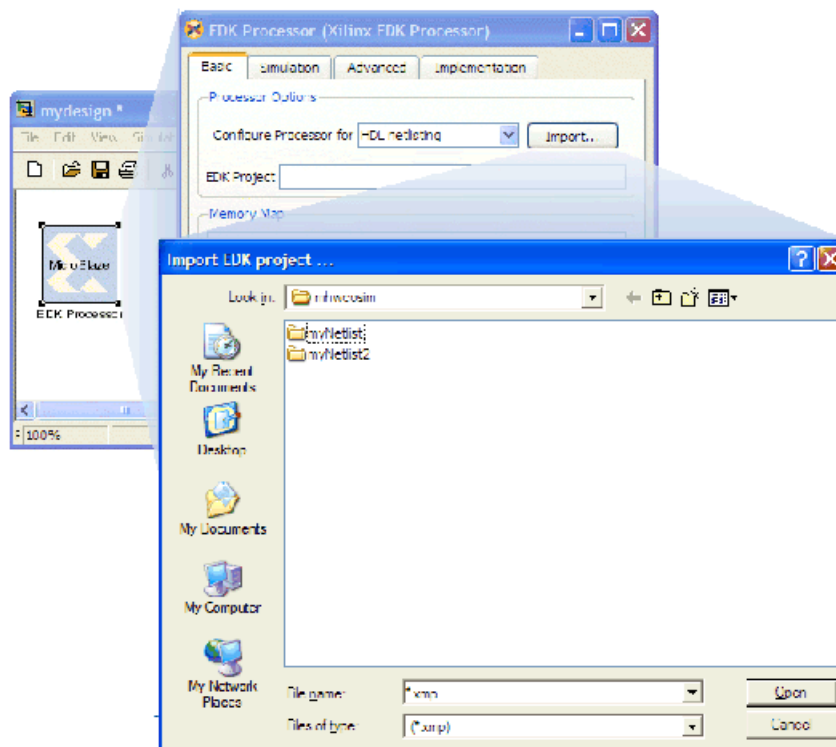 EDK Processor (Xilinx EDK Processor)
Basic Simulation Advanced Implementation
Processor Options
Configure Processor for HDL netlisting Import...
EDK Project
Memory Map
mydesign *
File Edit View
MicroBlaze
EDK Processor
100%
Import EDK project ...
Look in: mhwcosim
myNetlist
myNetlist2
My Recent
Documents
Desktop
My Documents
My Computer
My Network
Places
File name: *.xmp Open
Files of type: (*.xmp) Cancel